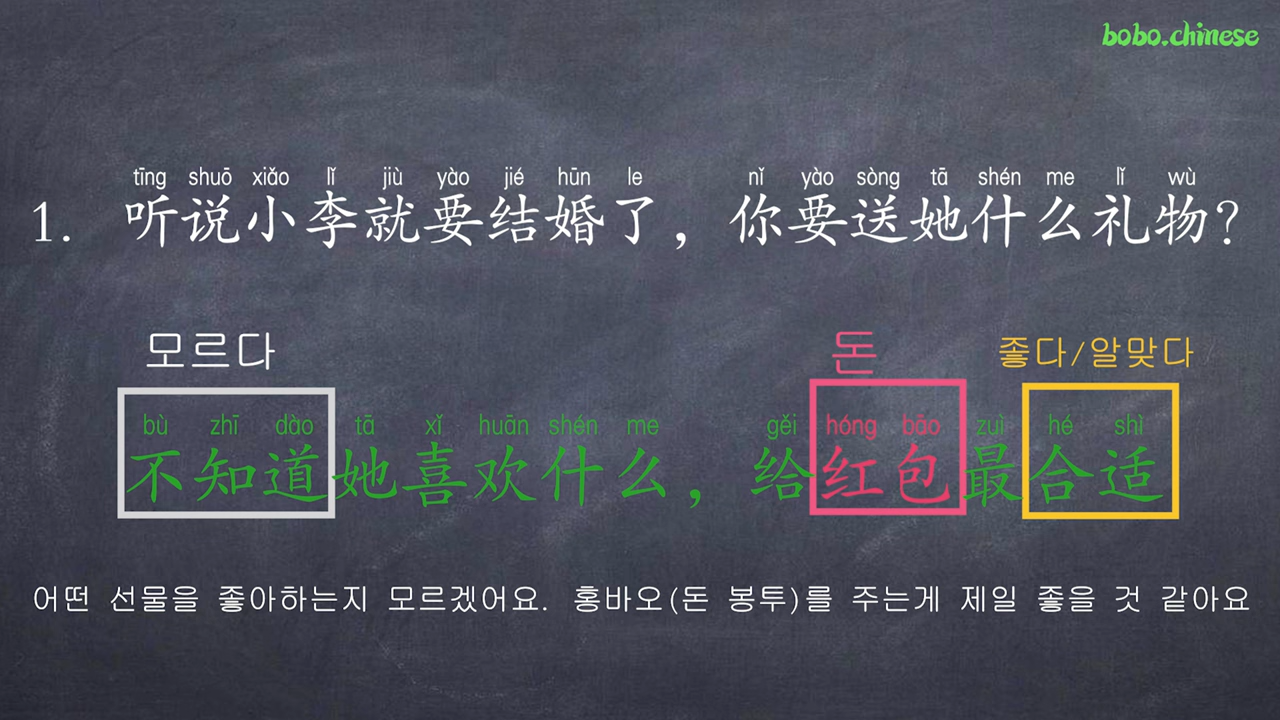 bobo.chinese
tīng shuō xiǎo lǐ jiù yào jié hūn le nǐ yào sòng tā shén me lǐ wù
1. 听说小李就要结婚了，你要送她什么礼物？
모르다 돈 좋다/알맞다
bù zhī dào tā xǐ huān shén me gěi hóng bāo zuì hé shì
不知道她喜欢什么，给红包最合适
어떤 선물을 좋아하는지 모르겠어요. 홍바오(돈 봉투)를 주는게 제일 좋을 것 같아요